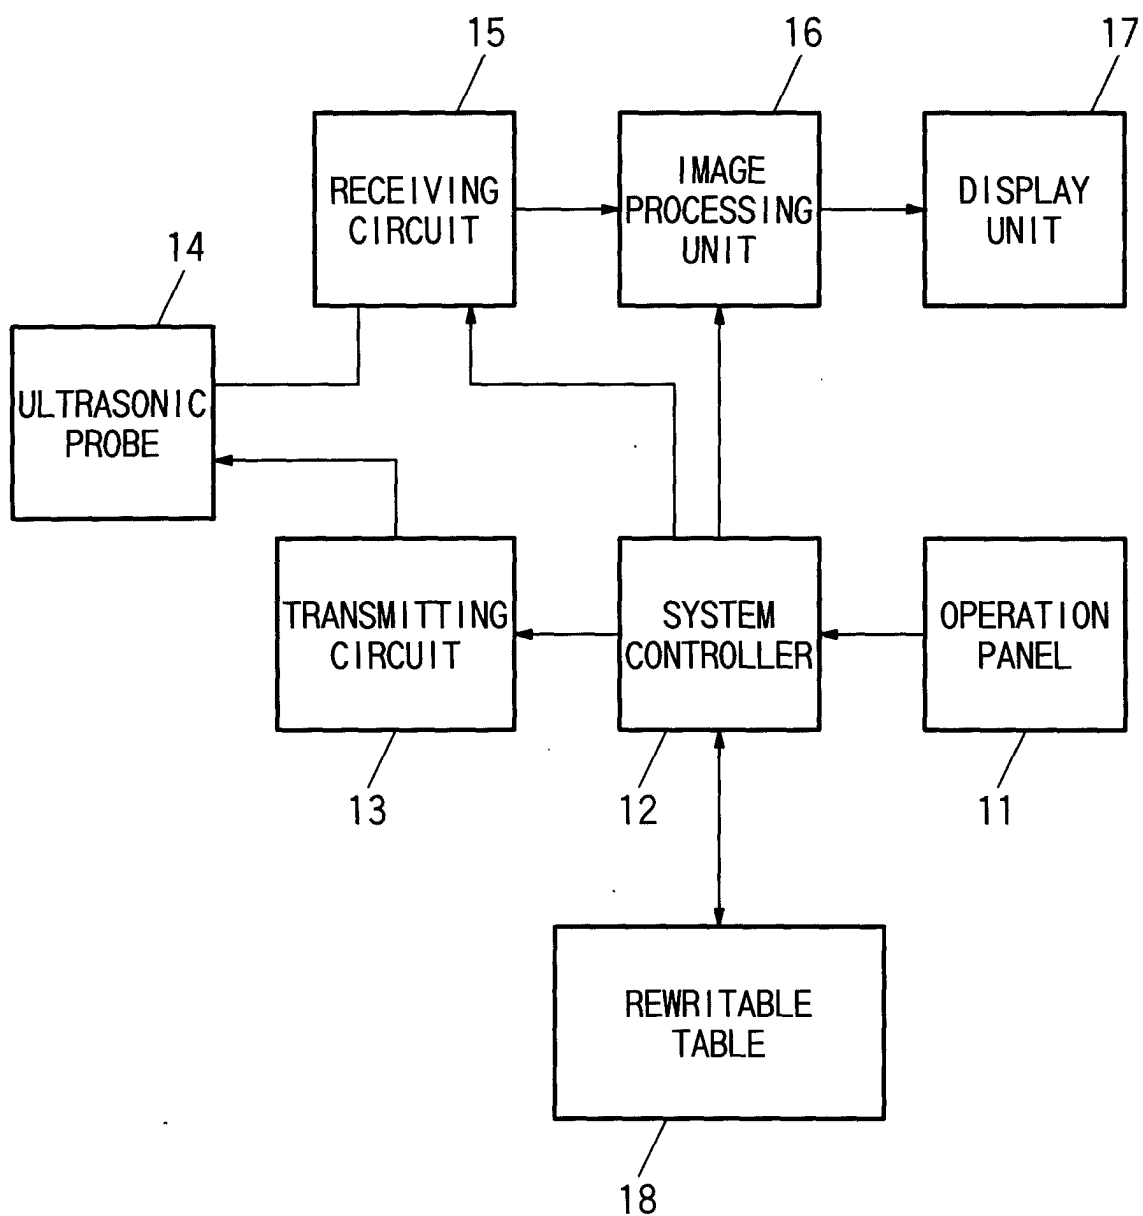 15
16
17
RECEIVING
CIRCUIT
IMAGE
PROCESSING
UNIT
DISPLAY
UNIT
14
ULTRASONIC
PROBE
TRANSMITTING
CIRCUIT
SYSTEM
CONTROLLER
OPERATION
PANEL
13
12
11
REWRITABLE
TABLE
18